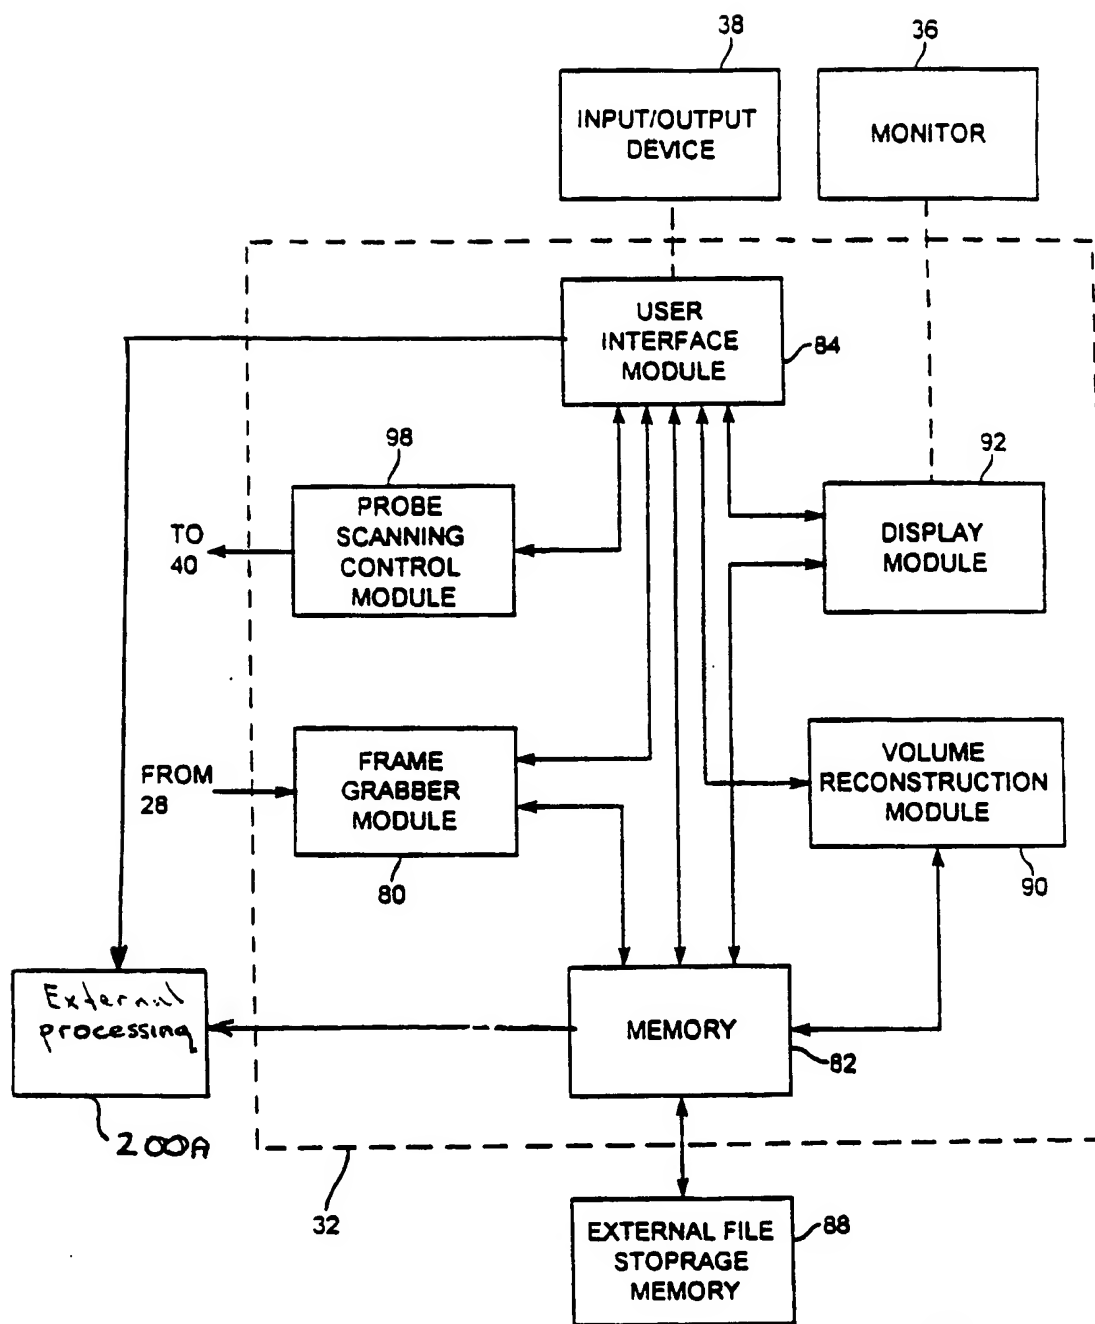 38
36
INPUT/OUTPUT
DEVICE
MONITOR
USER
INTERFACE
MODULE
84
98
92
PROBE
SCANNING
CONTROL
MODULE
TO
40
DISPLAY
MODULE
FROM
28
FRAME
GRABBER
MODULE
80
VOLUME
RECONSTRUCTION
MODULE
90
External
processing
200A
MEMORY
82
32
EXTERNAL FILE
STOPRAGE
MEMORY
88